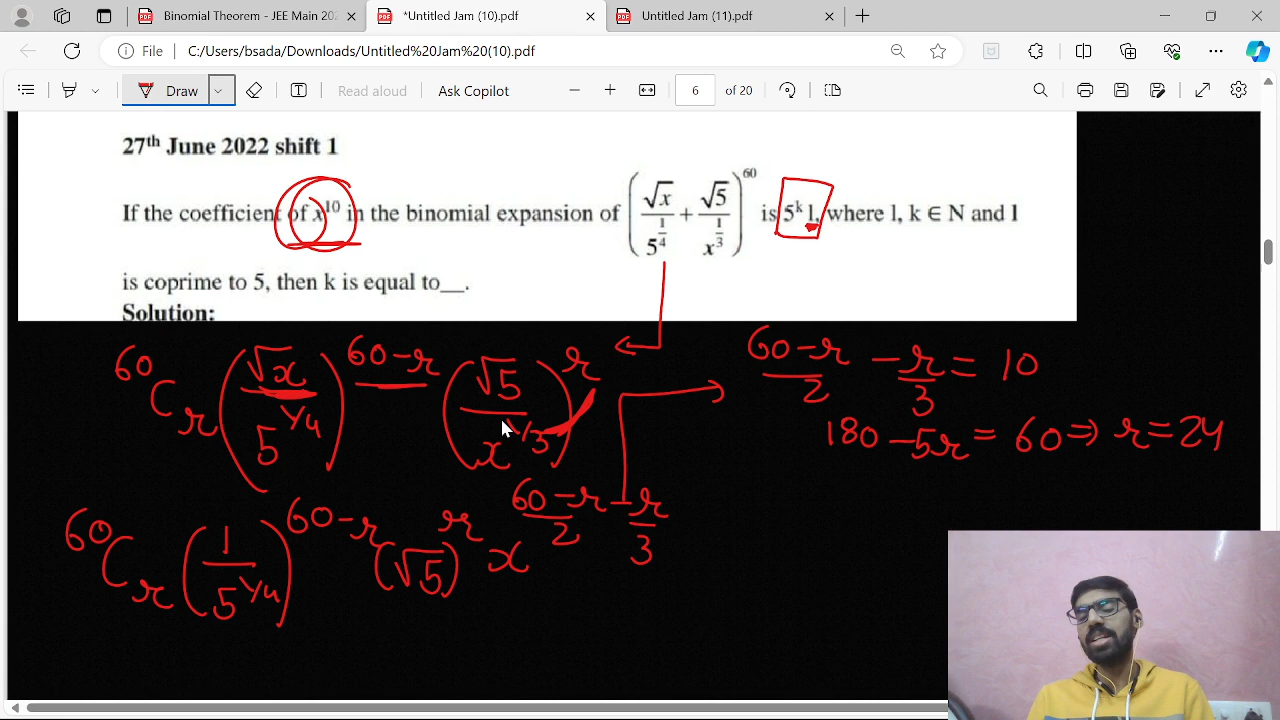 Binomial Theorem - JEE Main 202
*Untitled Jam (10).pdf
Untitled Jam (11).pdf
File C:/Users/bsada/Downloads/Untitled%20Jam%20(10).pdf
Draw Read aloud Ask Copilot 6 of 20
27th June 2022 shift 1
If the coefficient of x^10 in the binomial expansion of (√x/5^(1/4) + √5/x^(1/3))^60 is 5^k l, where l, k ∈ N and l
is coprime to 5, then k is equal to__.
Solution:
60Cr (√x/5^(1/4))^(60-r) (√5/x^(1/3))^r
(60-r)/2 - r/3 = 10
180 - 5r = 60 ⇒ r = 24
60Cr (1/5^(1/4))^(60-r) (√5)^r x^((60-r)/2 - r/3)